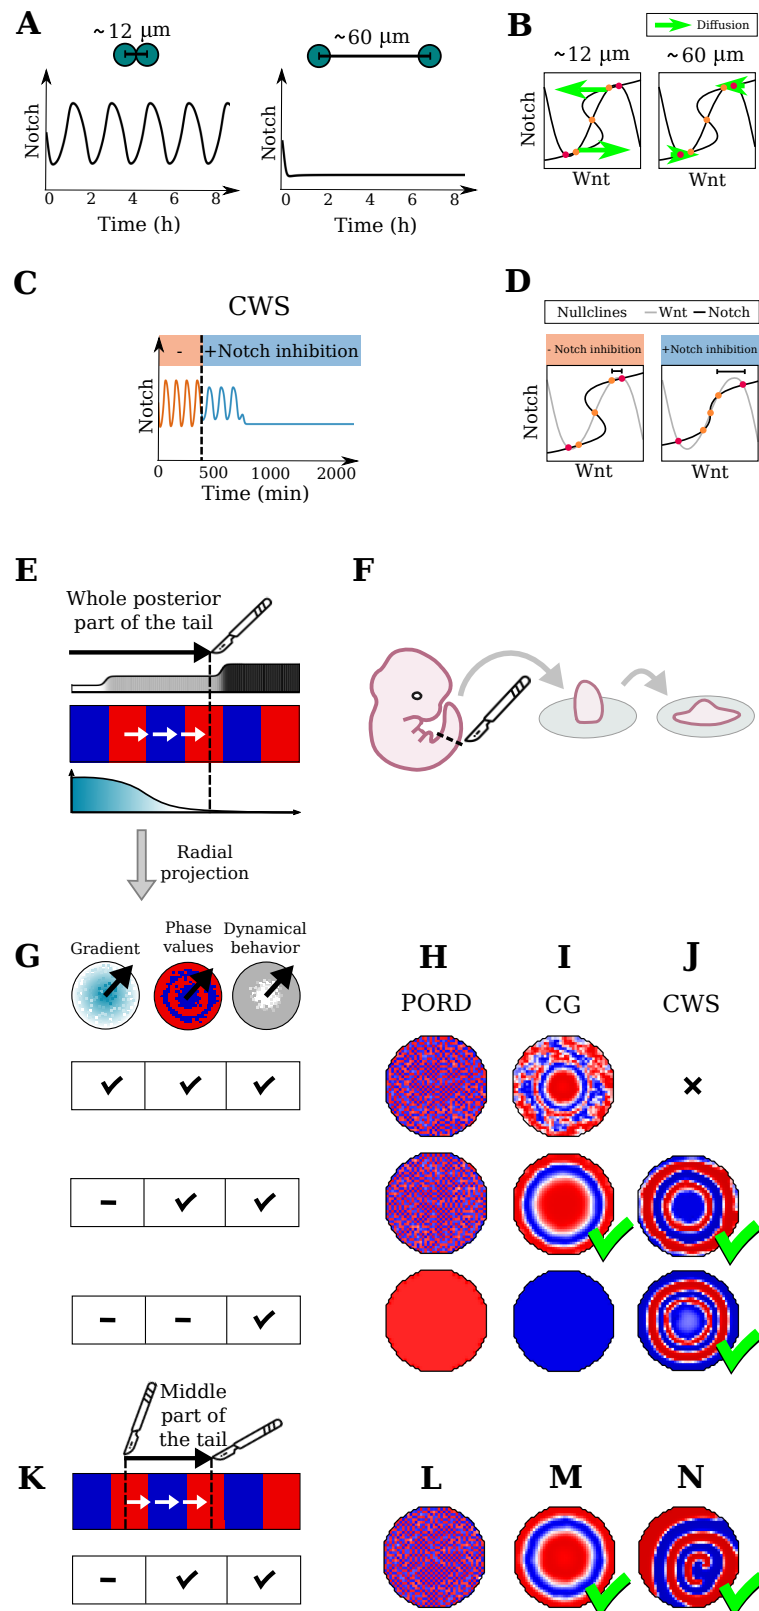 A
~12 µm
Notch
0 2 4 6 8
Time (h)
~60 µm
Notch
0 2 4 6 8
Time (h)
B
Diffusion
~12 µm
~60 µm
Notch
Wnt
C
CWS
-
+Notch inhibition
Notch
0 500 1000 2000
Time (min)
D
Nullclines
Wnt
Notch
- Notch inhibition
+Notch inhibition
Notch
Wnt
Wnt
E
Whole posterior
part of the tail
F
Radial
projection
G
Gradient
Phase
values
Dynamical
behavior
H
I
J
PORD
CG
CWS
K
Middle
part of
the tail
L
M
N